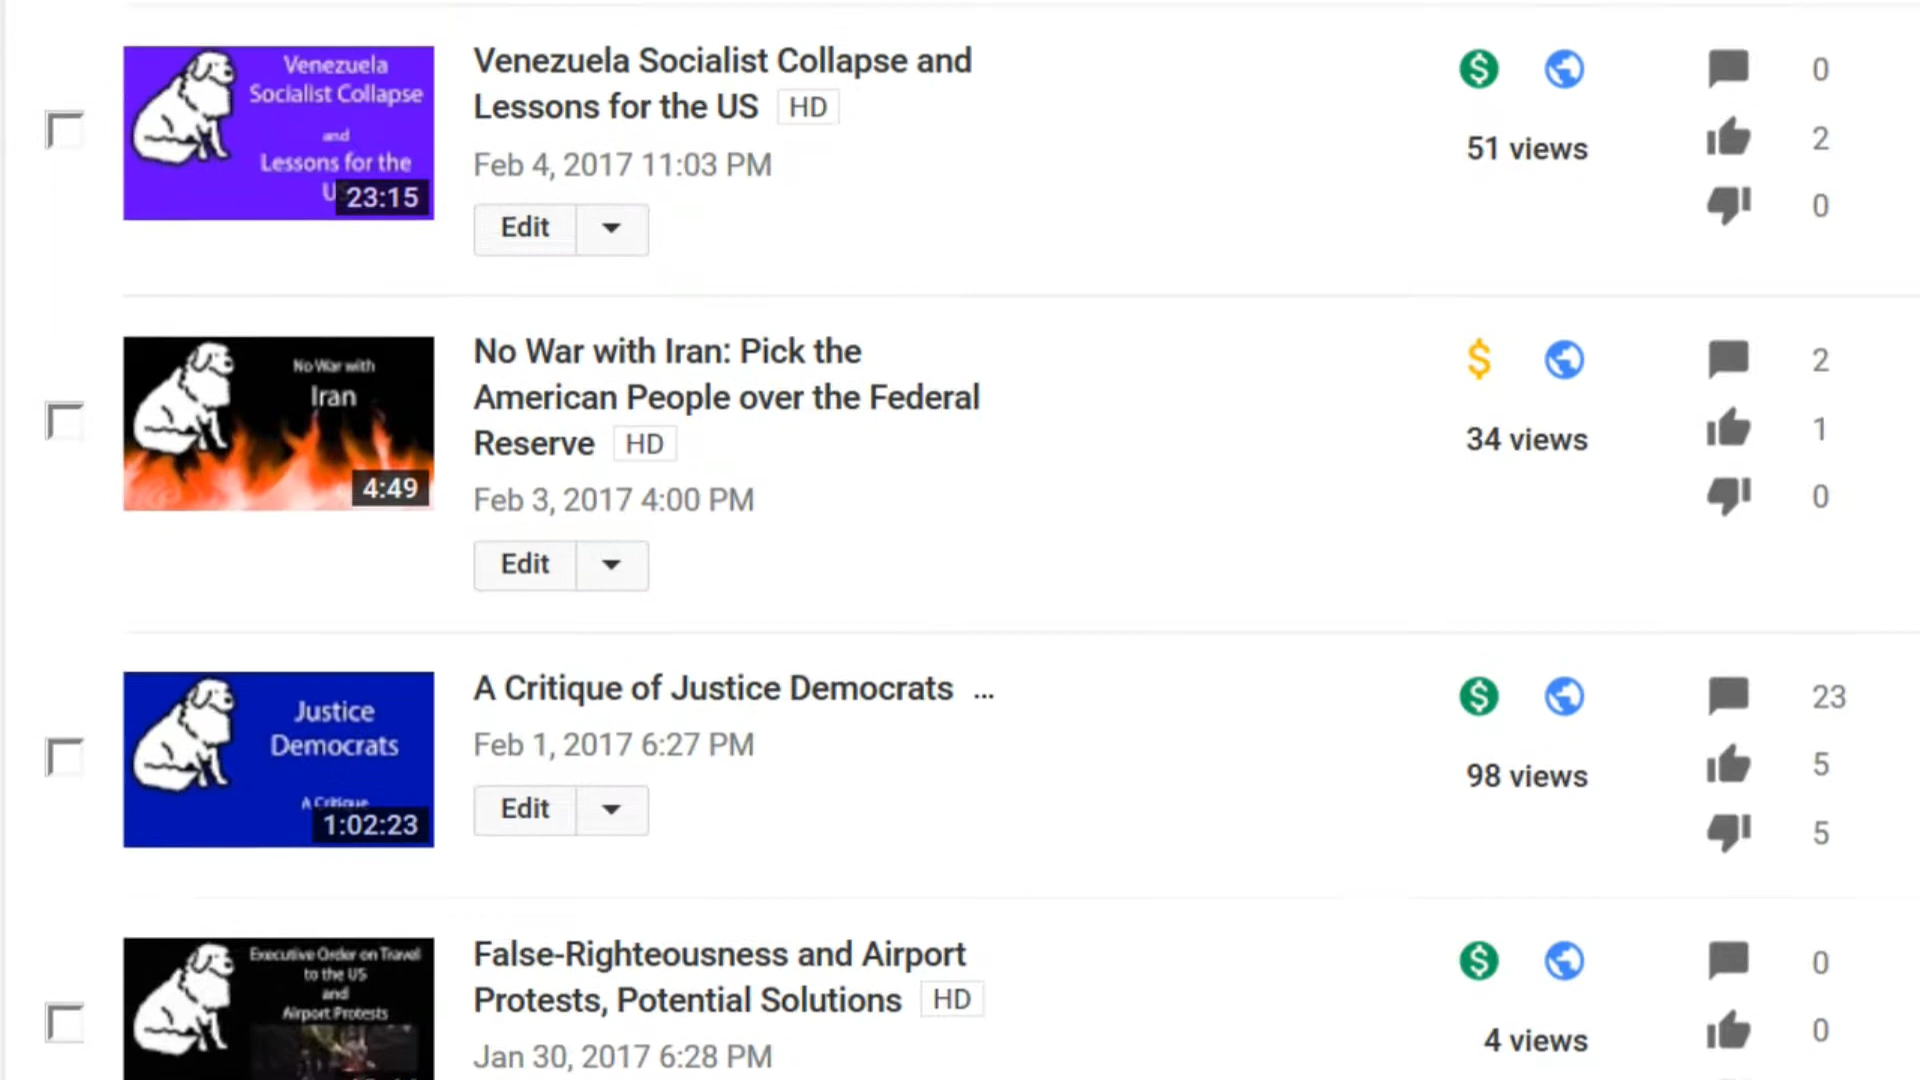 Venezuela
Socialist Collapse
and
Lessons for the
23:15
Venezuela Socialist Collapse and
Lessons for the US HD
Feb 4, 2017 11:03 PM
Edit
51 views
0
2
0
No War with
Iran
4:49
No War with Iran: Pick the
American People over the Federal
Reserve HD
Feb 3, 2017 4:00 PM
Edit
$
34 views
2
1
0
Justice
Democrats
A Critique
1:02:23
A Critique of Justice Democrats ...
Feb 1, 2017 6:27 PM
Edit
$
98 views
23
5
5
Executive Order on Travel
to the US
and
Airport Protests
False-Righteousness and Airport
Protests, Potential Solutions HD
Jan 30, 2017 6:28 PM
$
4 views
0
0